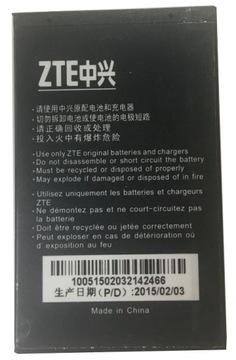 ZTE中兴
·请使用中兴原配电池和充电器
·切勿拆卸电池或使电池的电极短路
·请正确回收或处理
·投入火中有爆炸危险
·Use only ZTE original batteries and chargers
·Do not disassemble or short circuit the battery
·Must be recycled or disposed of properly
·May explode if damaged or disposed of in fire
·Utilisez uniquement les batteries et chargeurs
ZTE
·Ne démontez pas et ne court-circuitez pas
la batterie
·Doit être recyclée ou jetée correctement
·Peut exploser en cas de détérioration où
d´exposition au feu
10051502032142466
生产日期(P/D):2015/02/03
Made in China